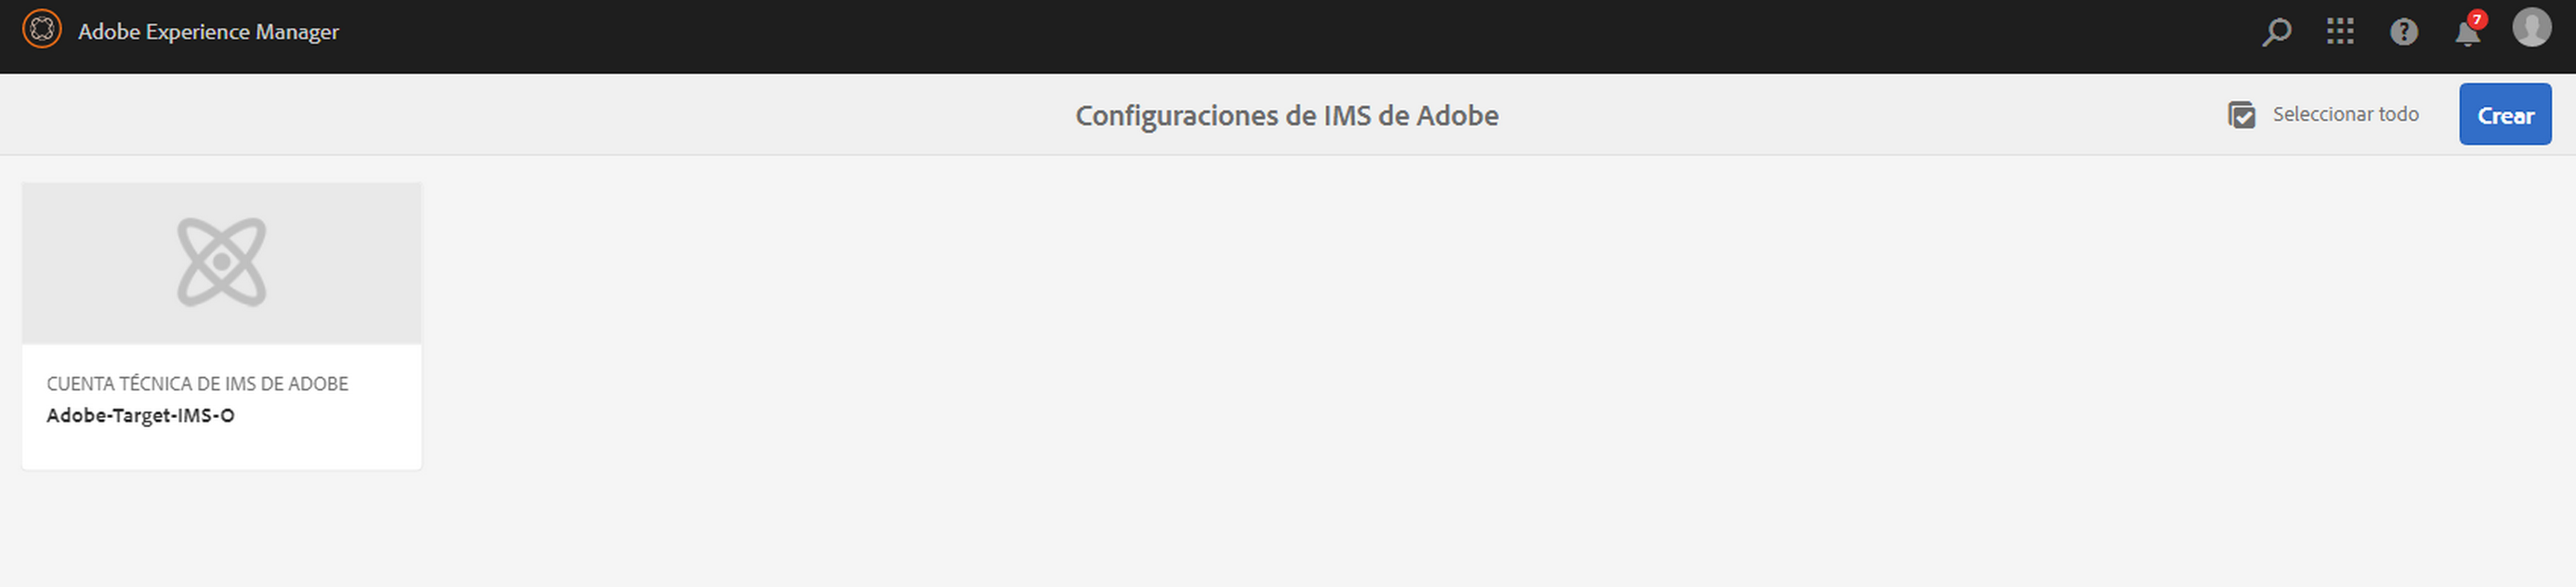 Adobe Experience Manager
7
Configuraciones de IMS de Adobe
Seleccionar todo
Crear
CUENTA TÉCNICA DE IMS DE ADOBE
Adobe-Target-IMS-O